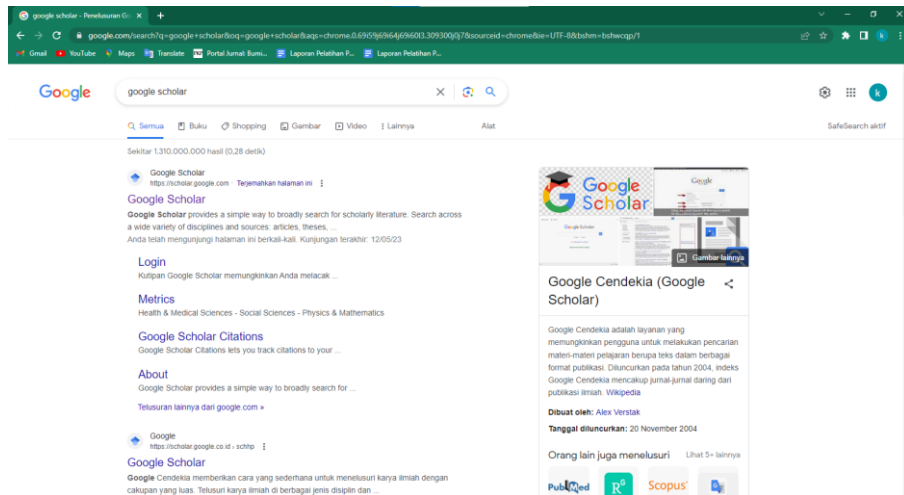 google scholar - Penelusuran Go
google.com/search?q=google+scholar&oq=google+scholar&aqs=chrome.0.69i59j69i64j69i60l3.309300j0j7&sourceid=chrome&ie=UTF-8&bshm=bshwcqp/1
Gmail YouTube Maps Translate Portal Jurnal: Bumi... Laporan Pelatihan P... Laporan Pelatihan P...
Google
google scholar
k
Semua Buku Shopping Gambar Video Lainnya Alat SafeSearch aktif
Sekitar 1.310.000.000 hasil (0,28 detik)
Google Scholar
https://scholar.google.com · Terjemahkan halaman ini
Google Scholar
Google Scholar provides a simple way to broadly search for scholarly literature. Search across
a wide variety of disciplines and sources: articles, theses, ...
Anda telah mengunjungi halaman ini berkali-kali. Kunjungan terakhir: 12/05/23
Login
Kutipan Google Scholar memungkinkan Anda melacak ...
Metrics
Health & Medical Sciences - Social Sciences - Physics & Mathematics
Google Scholar Citations
Google Scholar Citations lets you track citations to your ...
About
Google Scholar provides a simple way to broadly search for ...
Telusuran lainnya dari google.com »
Google
https://scholar.google.co.id › schhp
Google Scholar
Google Cendekia memberikan cara yang sederhana untuk menelusuri karya ilmiah dengan
cakupan yang luas. Telusuri karya ilmiah di berbagai jenis disiplin dan ...
Google
Scholar
Google
Google Scholar
Gambar lainnya
Google Cendekia (Google
Scholar)
Google Cendekia adalah layanan yang
memungkinkan pengguna untuk melakukan pencarian
materi-materi pelajaran berupa teks dalam berbagai
format publikasi. Diluncurkan pada tahun 2004, indeks
Google Cendekia mencakup jurnal-jurnal daring dari
publikasi ilmiah. Wikipedia
Dibuat oleh: Alex Verstak
Tanggal diluncurkan: 20 November 2004
Orang lain juga menelusuri Lihat 5+ lainnya
PubMed
RG
Scopus